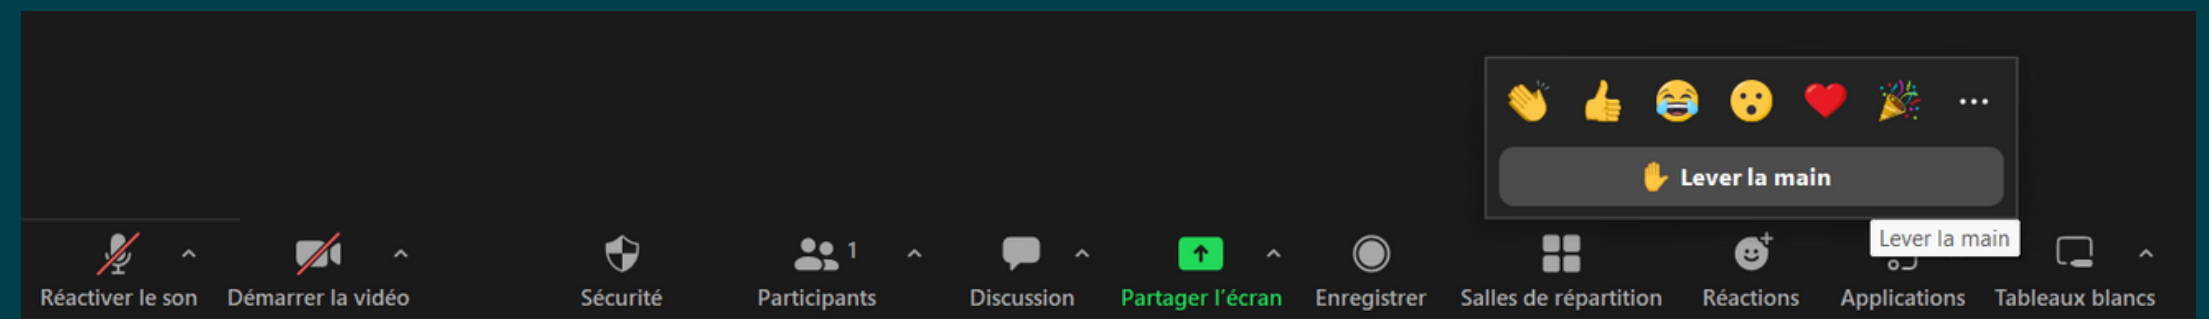 Lever la main
Lever la main
1
Réactiver le son
Démarrer la vidéo
Sécurité
Participants
Discussion
Partager l'écran
Enregistrer
Salles de répartition
Réactions
Applications
Tableaux blancs